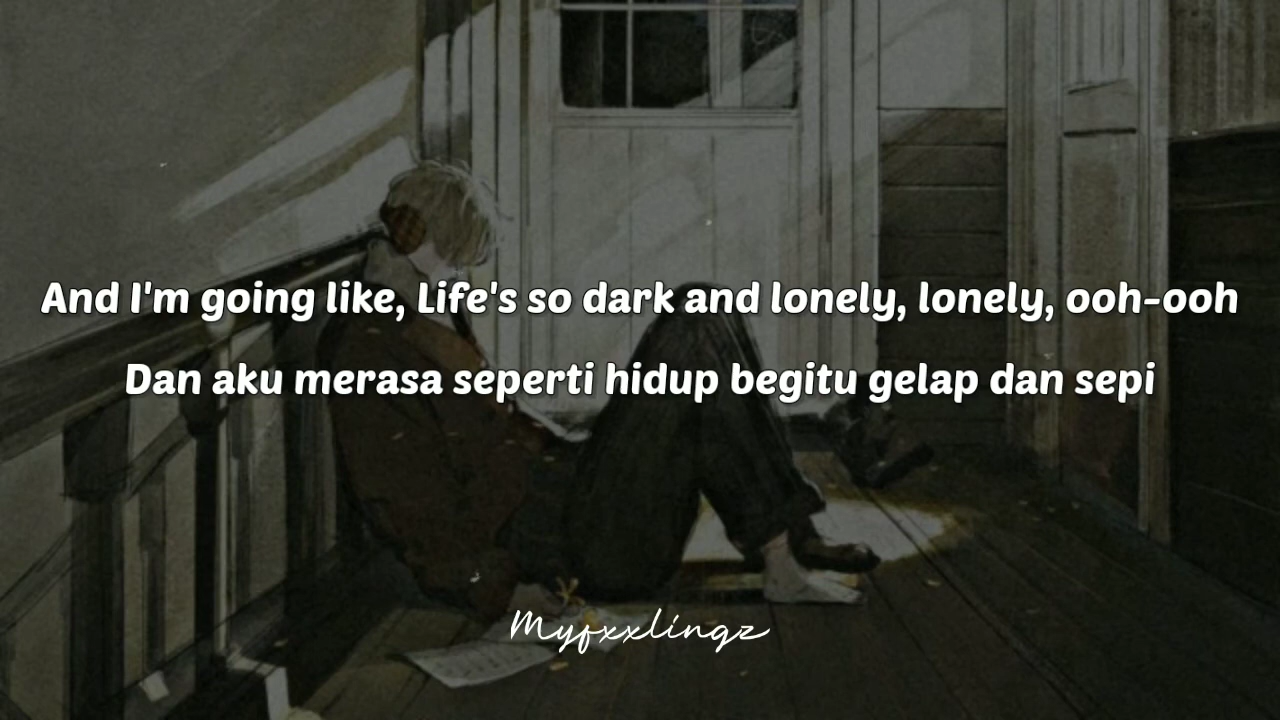 And I'm going like, Life's so dark and lonely, lonely, ooh-ooh
Dan aku merasa seperti hidup begitu gelap dan sepi
Myfxxlingz